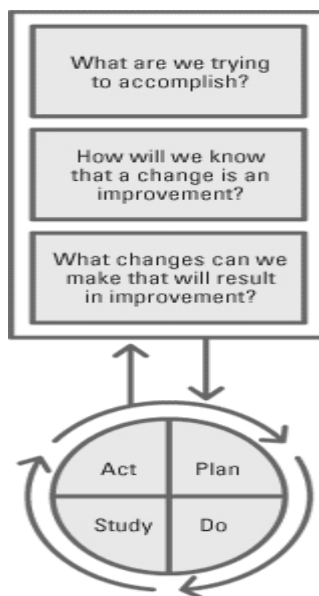 What are we trying
to accomplish?
How will we know
that a change is an
improvement?
What changes can we
make that will result
in improvement?
Act
Plan
Study
Do